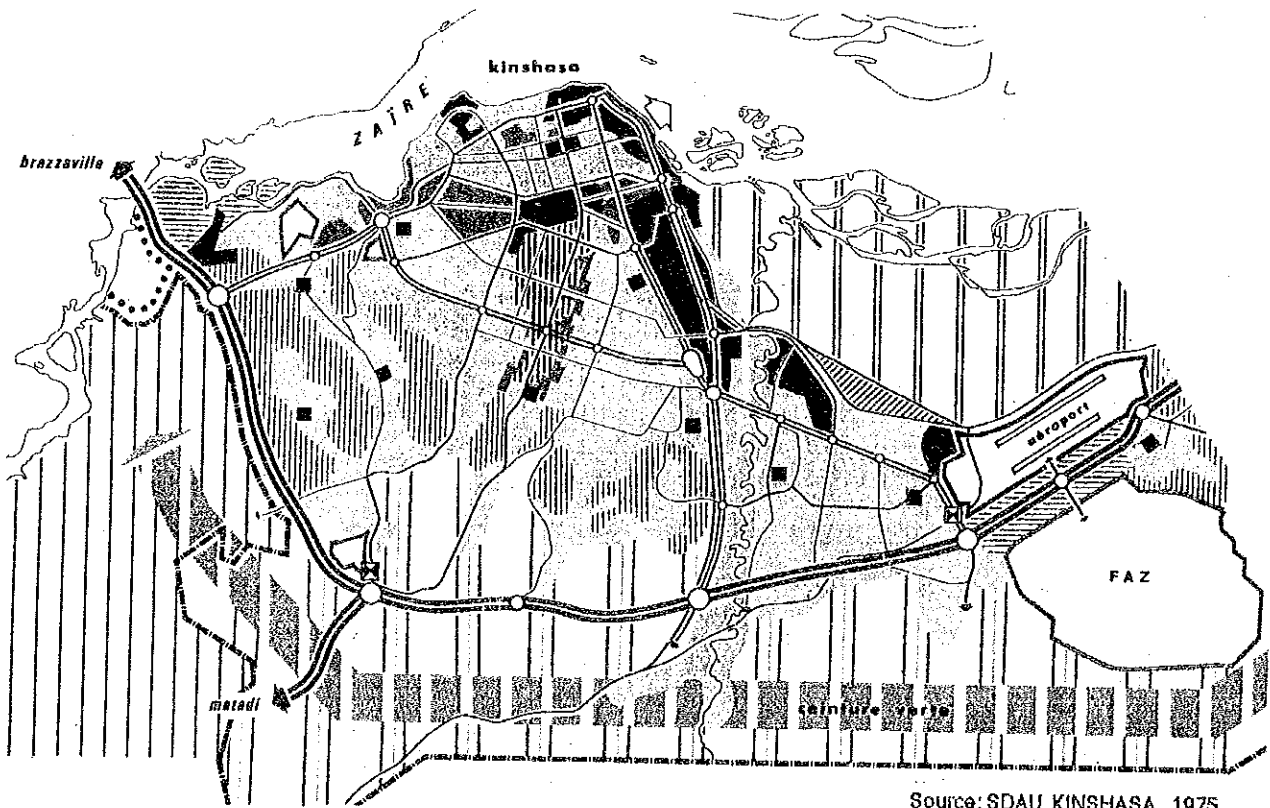 kinshasa
ZAÏRE
brazzaville
aéroport
FAZ
matadi
ceinture verte
Source: SDAU KINSHASA 1975